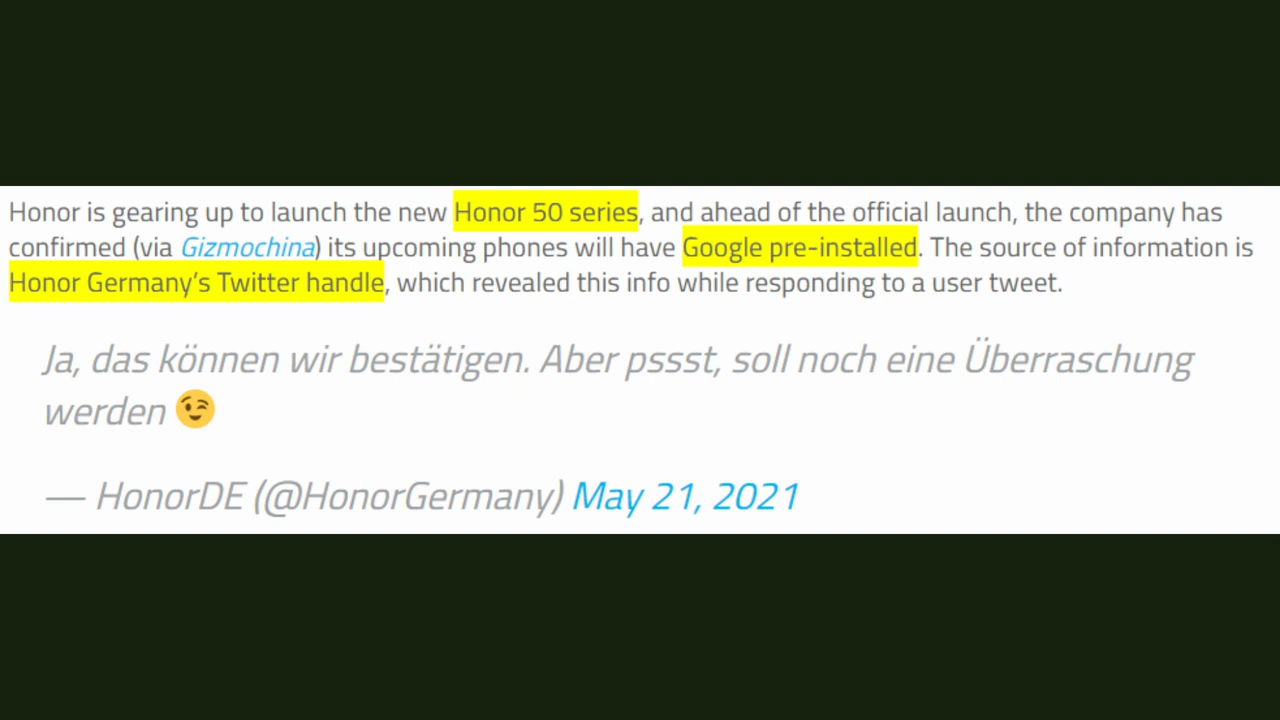 Honor is gearing up to launch the new Honor 50 series, and ahead of the official launch, the company has
confirmed (via Gizmochina) its upcoming phones will have Google pre-installed. The source of information is
Honor Germany’s Twitter handle, which revealed this info while responding to a user tweet.
Ja, das können wir bestätigen. Aber pssst, soll noch eine Überraschung
werden 😉
— HonorDE (@HonorGermany) May 21, 2021